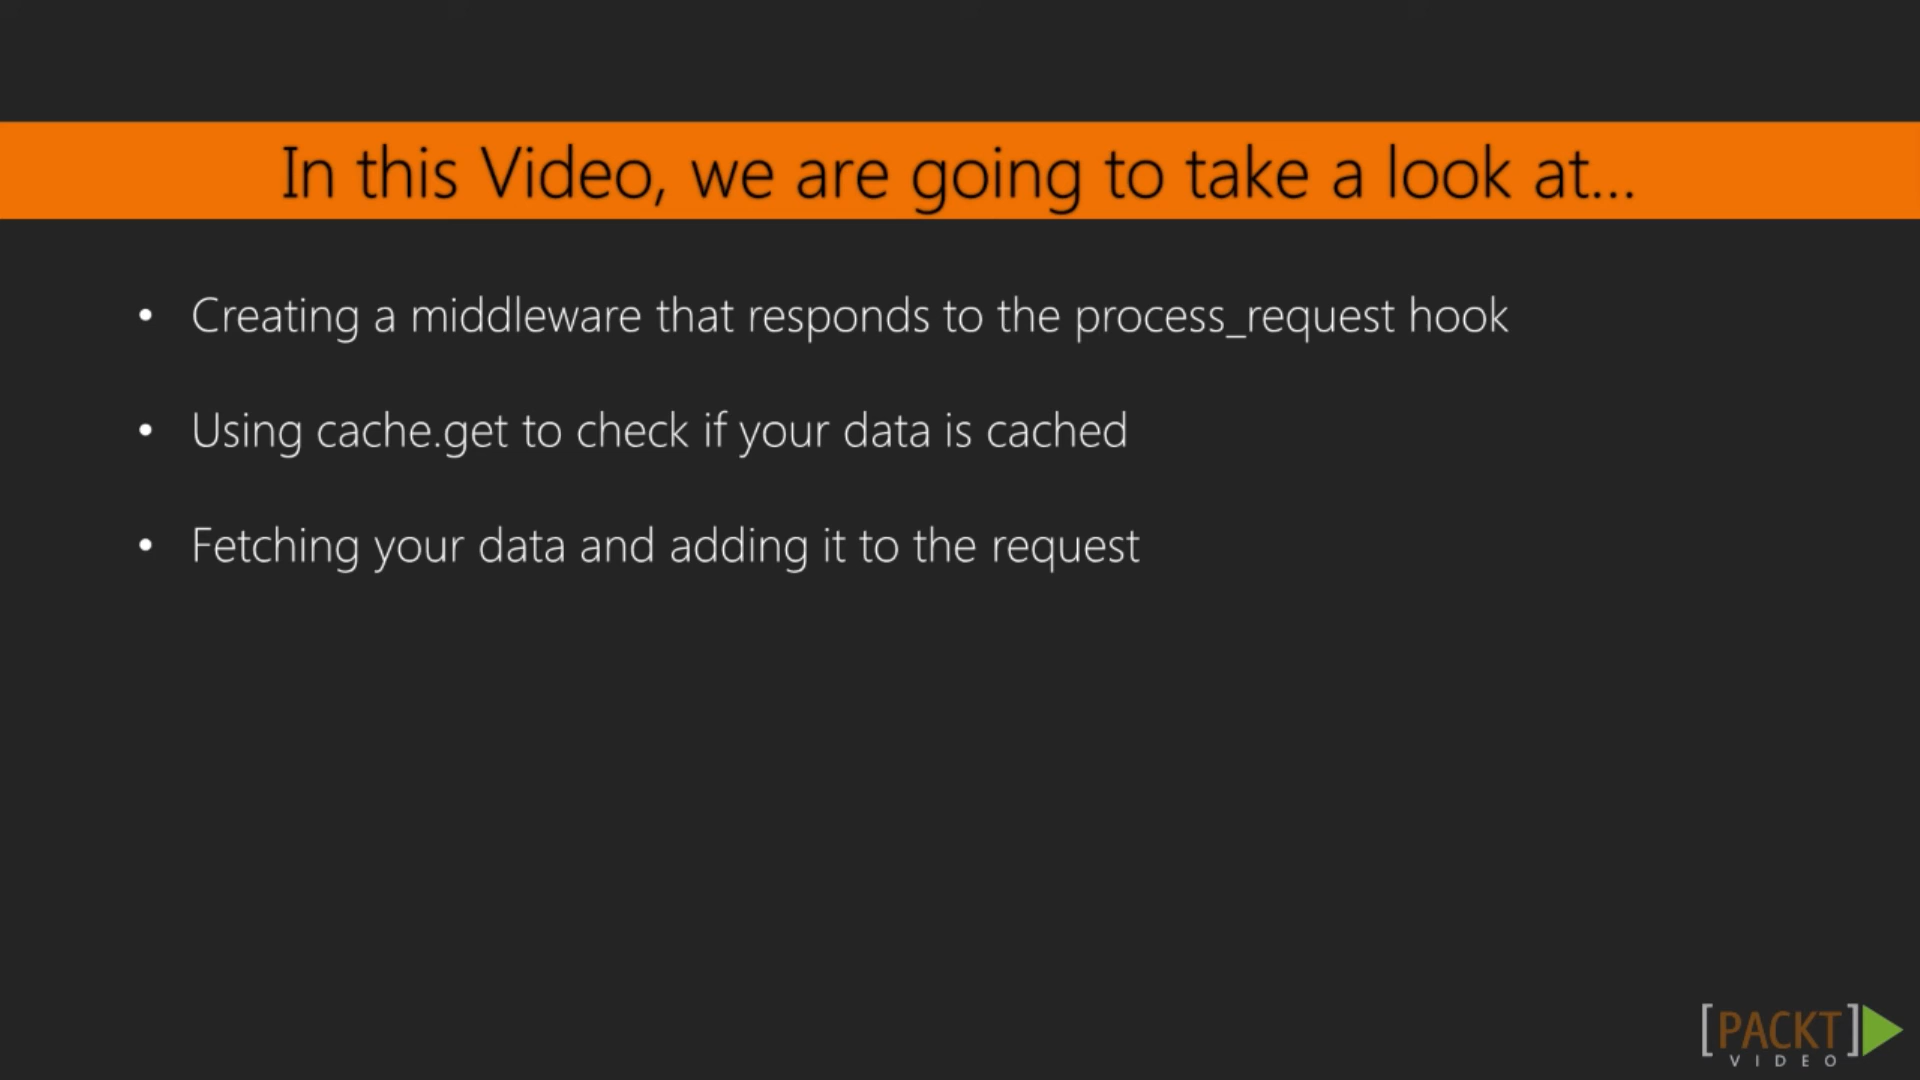 In this Video, we are going to take a look at...
• Creating a middleware that responds to the process_request hook
• Using cache.get to check if your data is cached
• Fetching your data and adding it to the request
[PACKT]
VIDEO